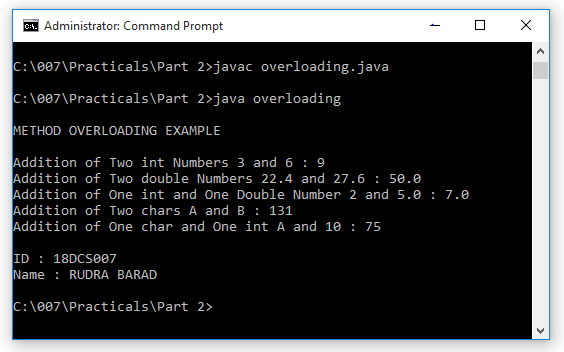 Administrator: Command Prompt
C:\007\Practicals\Part 2>javac overloading.java
C:\007\Practicals\Part 2>java overloading
METHOD OVERLOADING EXAMPLE
Addition of Two int Numbers 3 and 6 : 9
Addition of Two double Numbers 22.4 and 27.6 : 50.0
Addition of One int and One Double Number 2 and 5.0 : 7.0
Addition of Two chars A and B : 131
Addition of One char and One int A and 10 : 75
ID : 18DCS007
Name : RUDRA BARAD
C:\007\Practicals\Part 2>